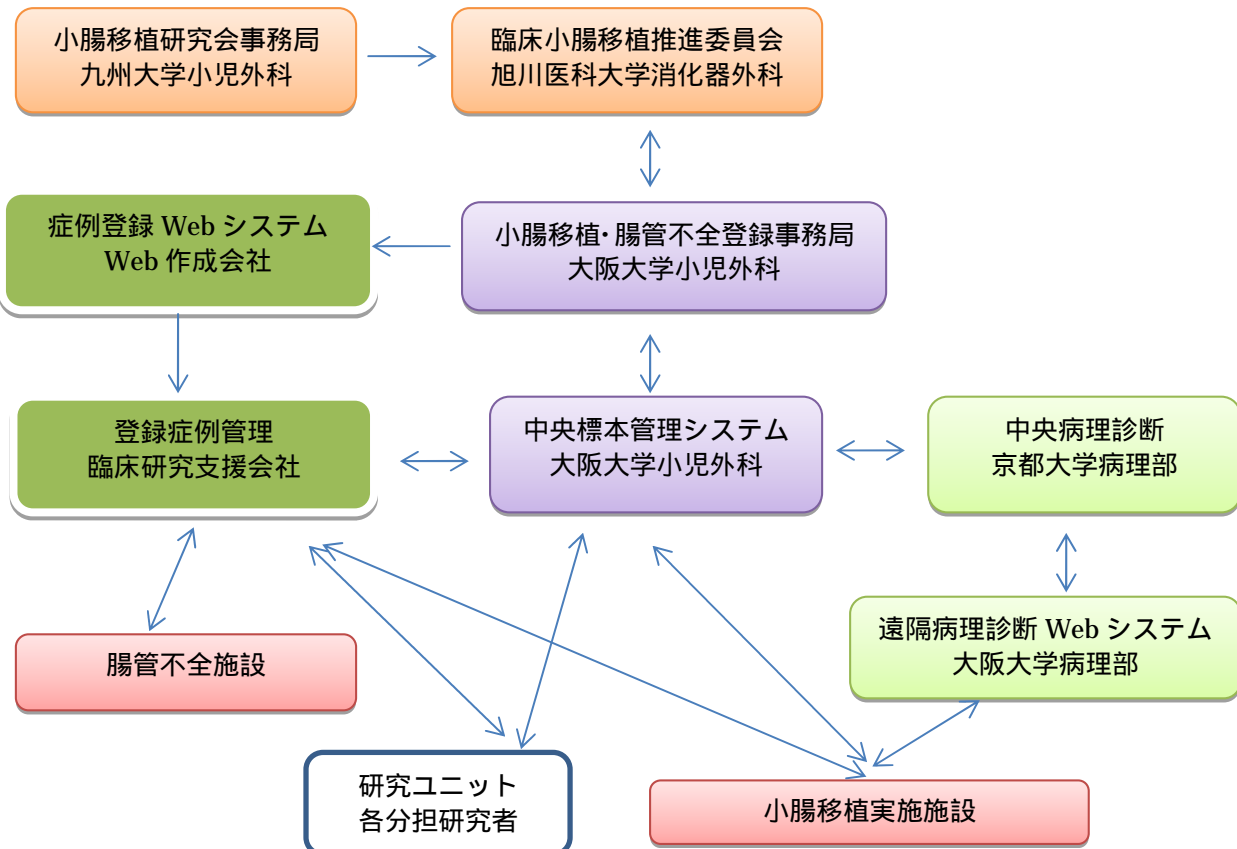 小腸移植研究会事務局
九州大学小児外科
臨床小腸移植推進委員会
旭川医科大学消化器外科
症例登録 Web システム
Web 作成会社
小腸移植・腸管不全登録事務局
大阪大学小児外科
登録症例管理
臨床研究支援会社
中央標本管理システム
大阪大学小児外科
中央病理診断
京都大学病理部
腸管不全施設
遠隔病理診断 Web システム
大阪大学病理部
研究ユニット
各分担研究者
小腸移植実施施設